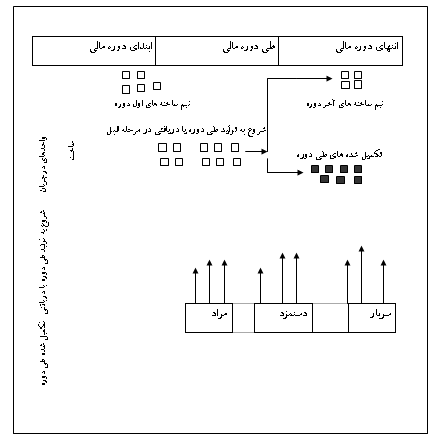 ابتدای دوره مالی
طی دوره مالی
انتهای دوره مالی
نیم ساخته های اول دوره
نیم ساخته های آخر دوره
شروع به تولید طی دوره یا دریافتی در مرحله قبل
تکمیل شده های طی دوره
واحدهای در جریان
ساخت
شروع به تولید طی دوره یا دریافتی
تکمیل شده طی دوره
مواد
دستمزد
سربار